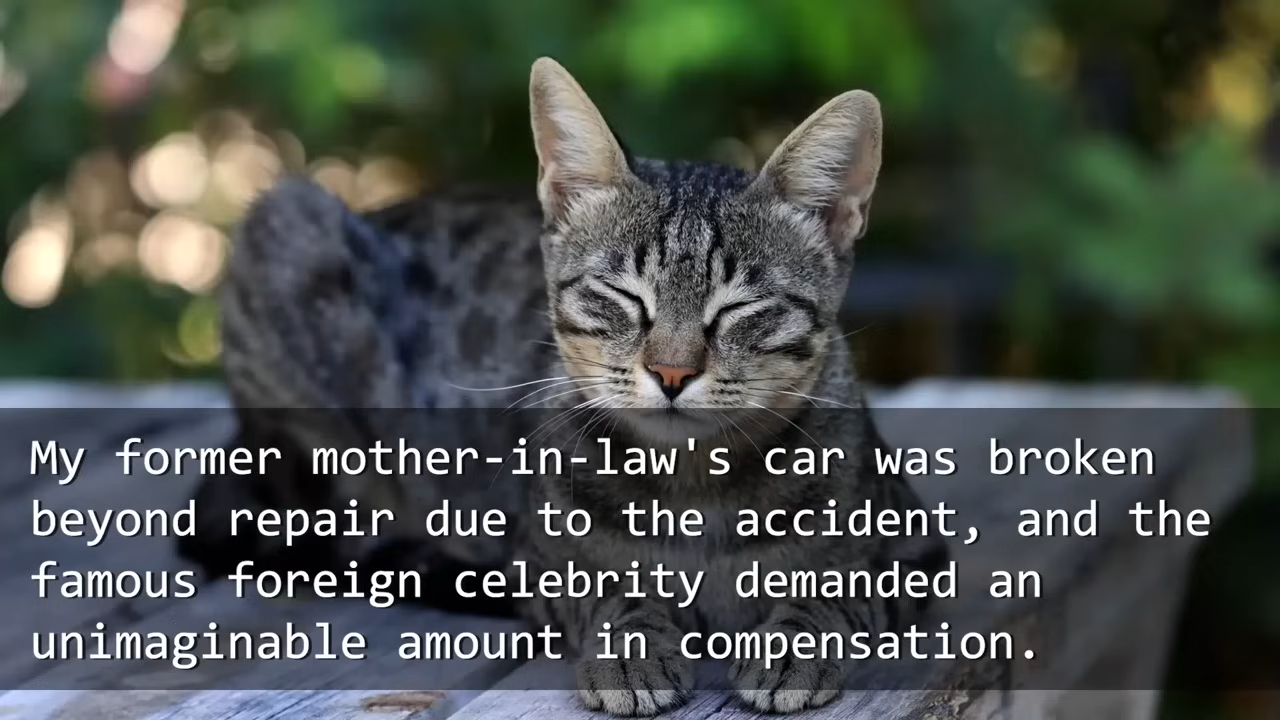 My former mother-in-law's car was broken
beyond repair due to the accident, and the
famous foreign celebrity demanded an
unimaginable amount in compensation.